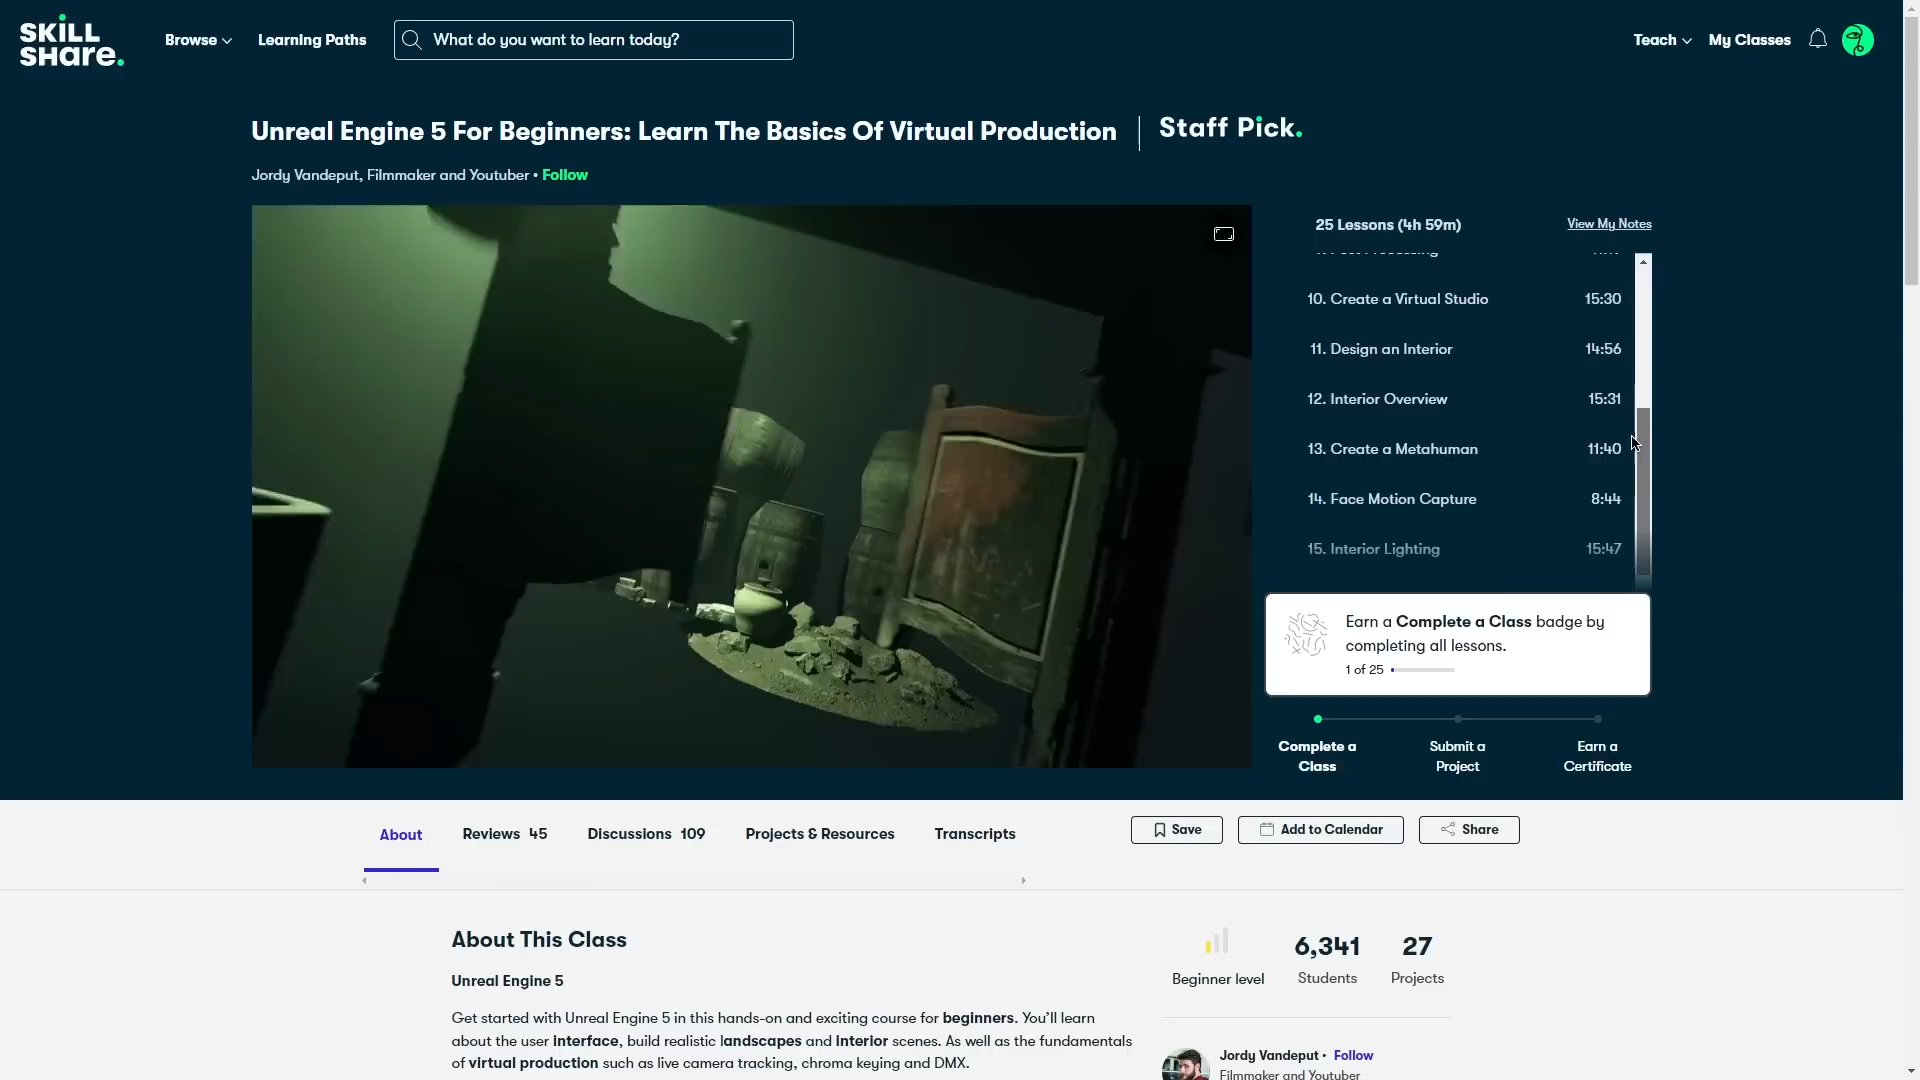 SKILL
SHare.
Browse
Learning Paths
What do you want to learn today?
Teach
My Classes
Unreal Engine 5 For Beginners: Learn The Basics Of Virtual Production
Staff Pick.
Jordy Vandeput, Filmmaker and Youtuber • Follow
25 Lessons (4h 59m)
View My Notes
10. Create a Virtual Studio 15:30
11. Design an Interior 14:56
12. Interior Overview 15:31
13. Create a Metahuman 11:40
14. Face Motion Capture 8:44
15. Interior Lighting 15:47
Earn a Complete a Class badge by
completing all lessons.
1 of 25
Complete a
Class
Submit a
Project
Earn a
Certificate
About
Reviews 45
Discussions 109
Projects & Resources
Transcripts
Save
Add to Calendar
Share
About This Class
Unreal Engine 5
Get started with Unreal Engine 5 in this hands-on and exciting course for beginners. You'll learn
about the user interface, build realistic landscapes and interior scenes. As well as the fundamentals
of virtual production such as live camera tracking, chroma keying and DMX.
Beginner level
6,341
Students
27
Projects
Jordy Vandeput • Follow
Filmmaker and Youtuber